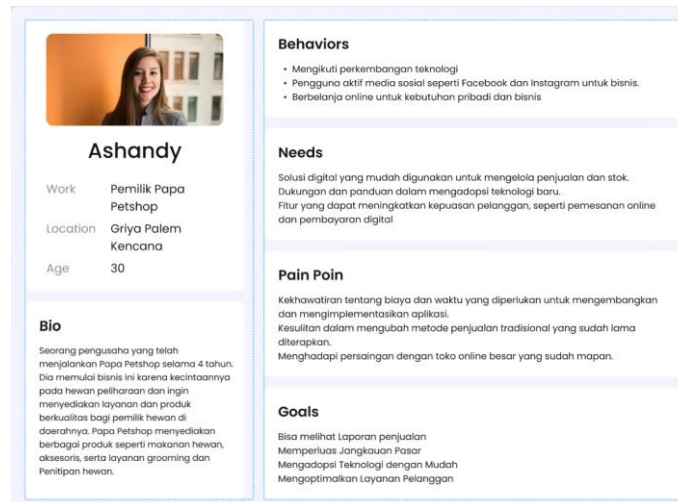 Ashandy
Work Pemilik Papa
Petshop
Location Griya Palem
Kencana
Age 30
Bio
Seorang pengusaha yang telah
menjalankan Papa Petshop selama 4 tahun.
Dia memulai bisnis ini karena kecintaannya
pada hewan peliharaan dan ingin
menyediakan layanan dan produk
berkualitas bagi pemilik hewan di
daerahnya. Papa Petshop menyediakan
berbagai produk seperti makanan hewan,
aksesoris, serta layanan grooming dan
Penitipan hewan.
Behaviors
• Mengikuti perkembangan teknologi
• Pengguna aktif media sosial seperti Facebook dan Instagram untuk bisnis.
• Berbelanja online untuk kebutuhan pribadi dan bisnis
Needs
Solusi digital yang mudah digunakan untuk mengelola penjualan dan stok.
Dukungan dan panduan dalam mengadopsi teknologi baru.
Fitur yang dapat meningkatkan kepuasan pelanggan, seperti pemesanan online
dan pembayaran digital
Pain Poin
Kekhawatiran tentang biaya dan waktu yang diperlukan untuk mengembangkan
dan mengimplementasikan aplikasi.
Kesulitan dalam mengubah metode penjualan tradisional yang sudah lama
diterapkan.
Menghadapi persaingan dengan toko online besar yang sudah mapan.
Goals
Bisa melihat Laporan penjualan
Memperluas Jangkauan Pasar
Mengadopsi Teknologi dengan Mudah
Mengoptimalkan Layanan Pelanggan